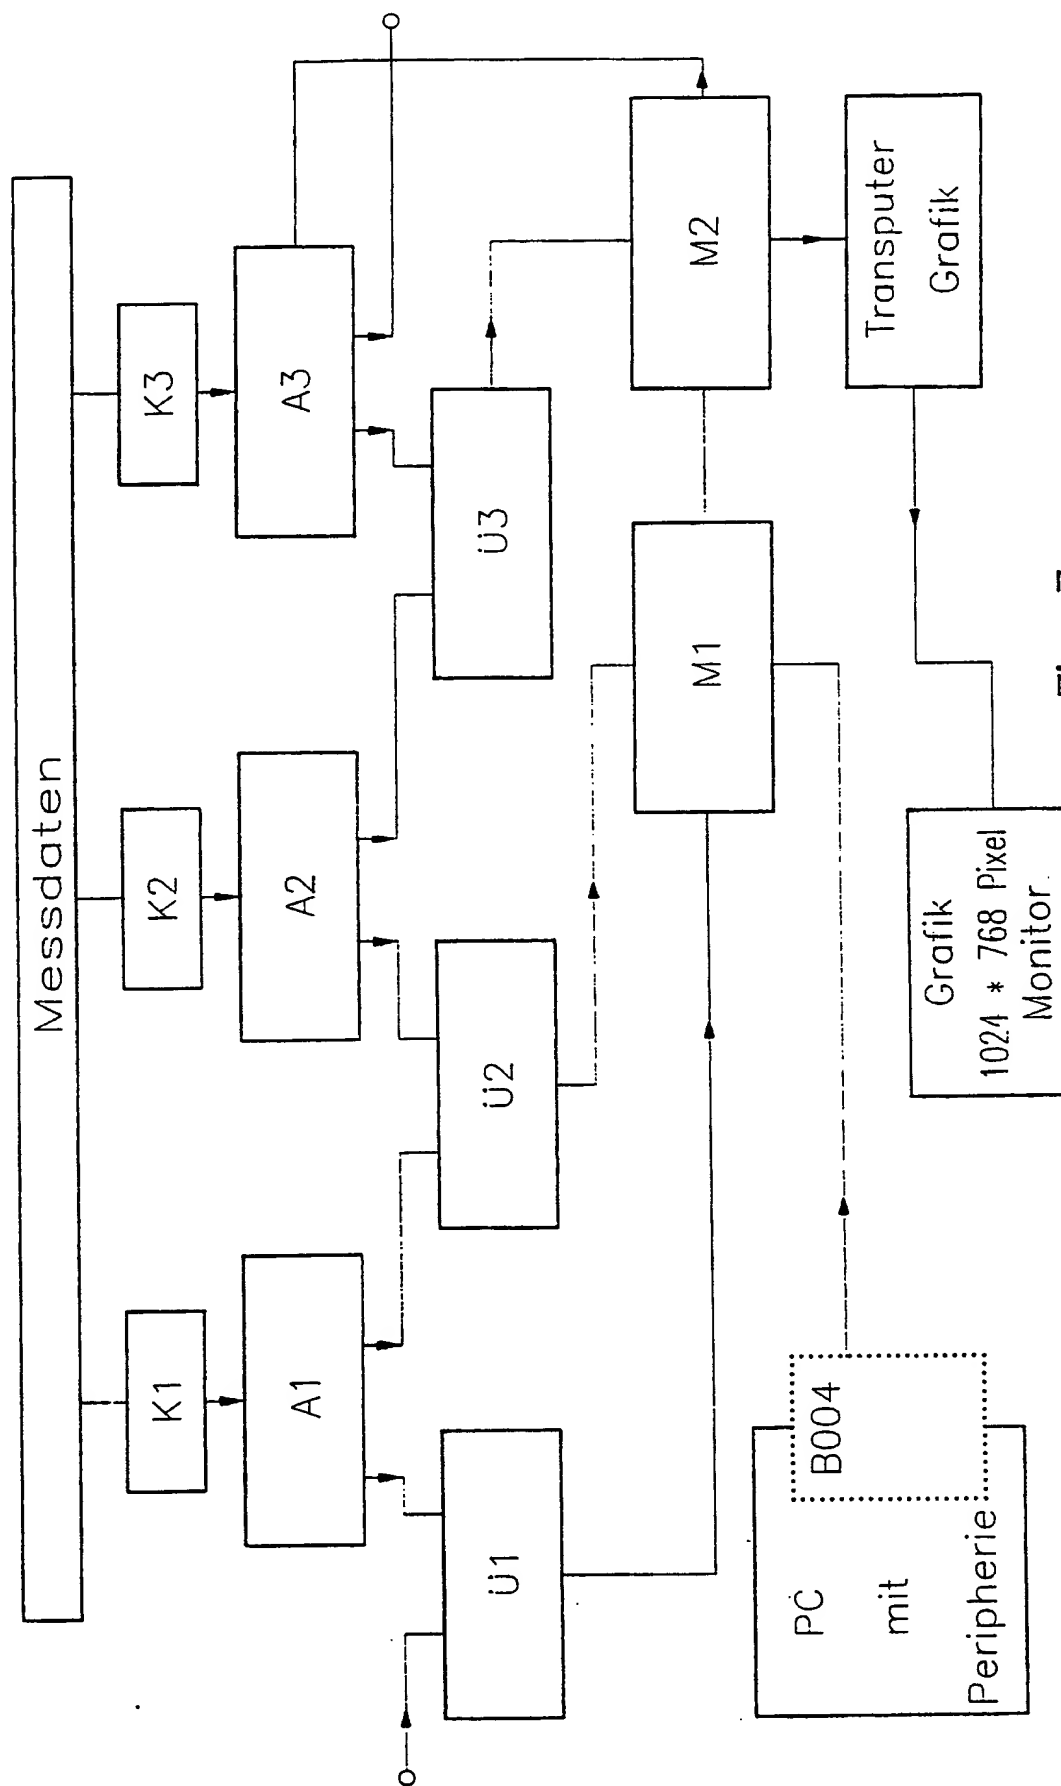 Messdaten
K1
K2
K3
A1
A2
A3
Ü1
Ü2
Ü3
M1
M2
PC
mit
Peripherie
B004
Grafik
1024 * 768 Pixel
Monitor
Transputer
Grafik